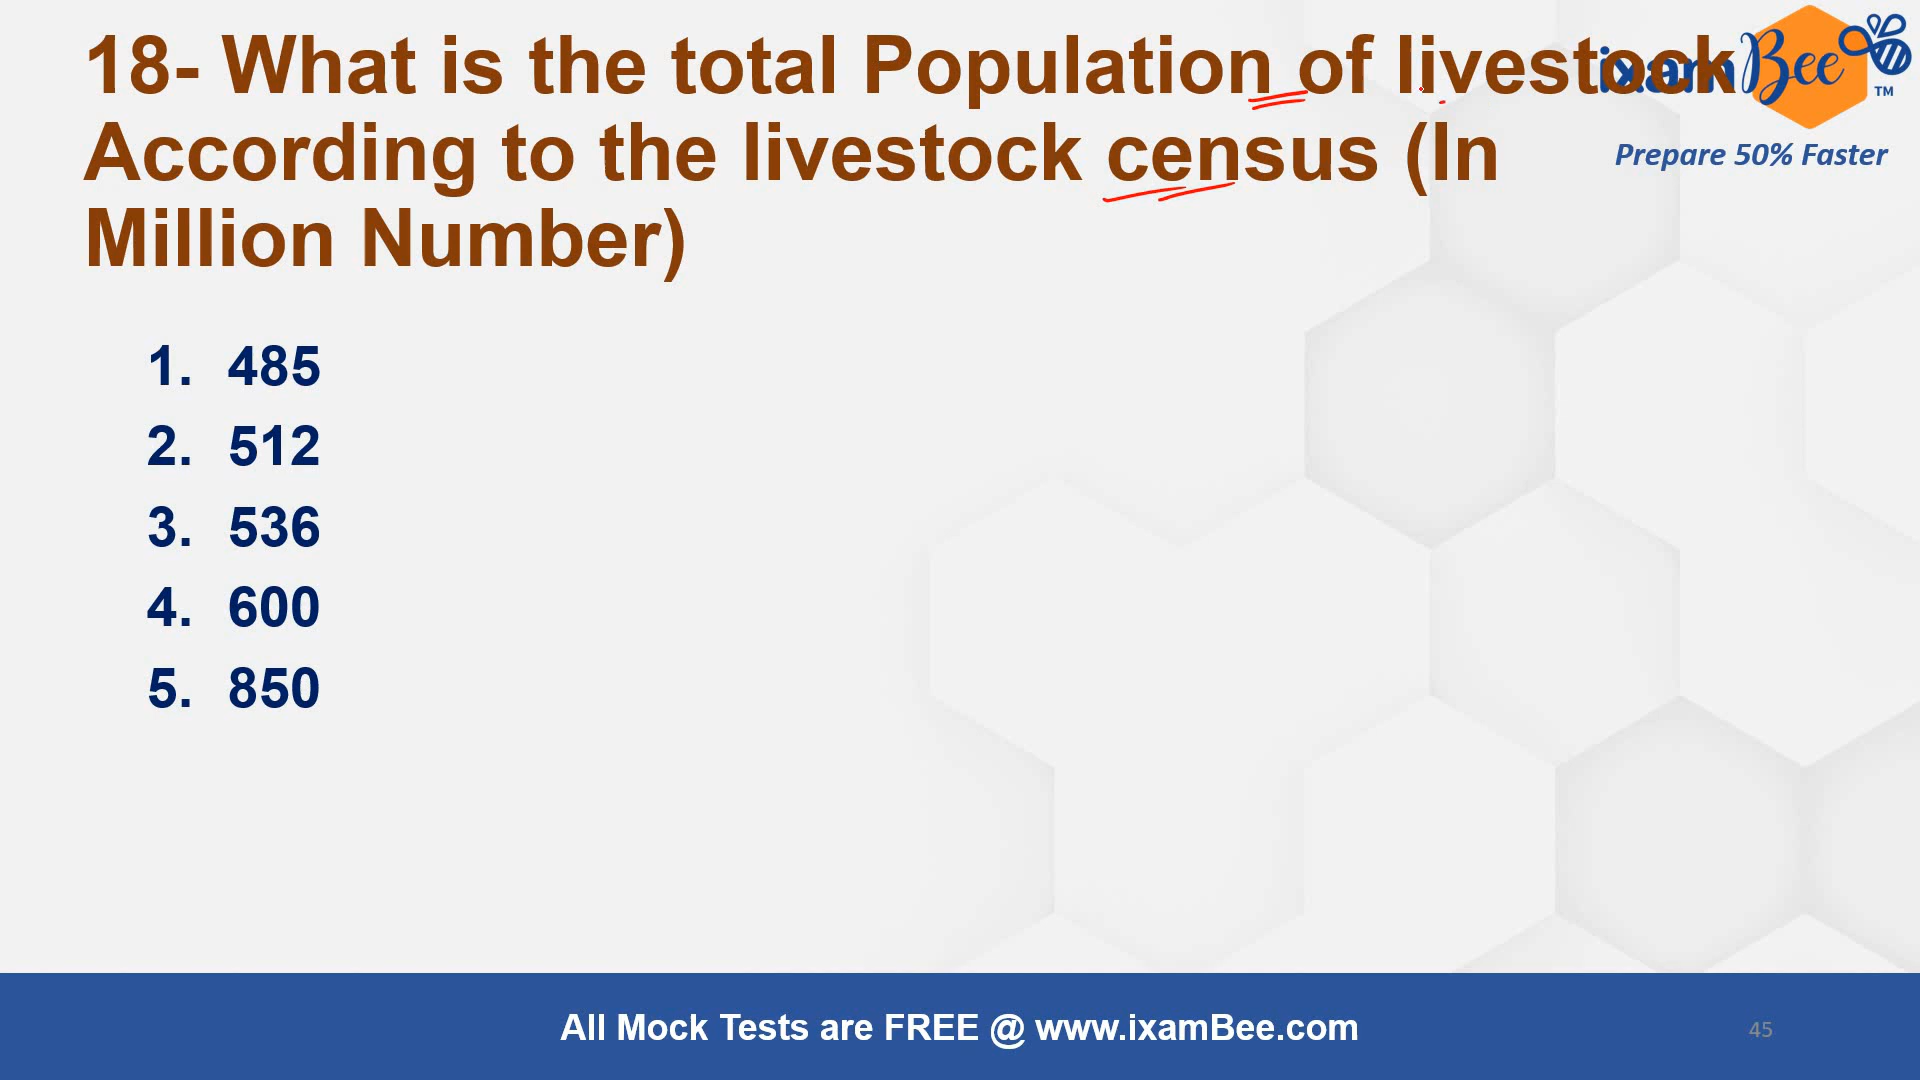 18- What is the total Population of livestock
According to the livestock census (In
Million Number)
ixamBee™
Prepare 50% Faster
1. 485
2. 512
3. 536
4. 600
5. 850
All Mock Tests are FREE @ www.ixamBee.com
45